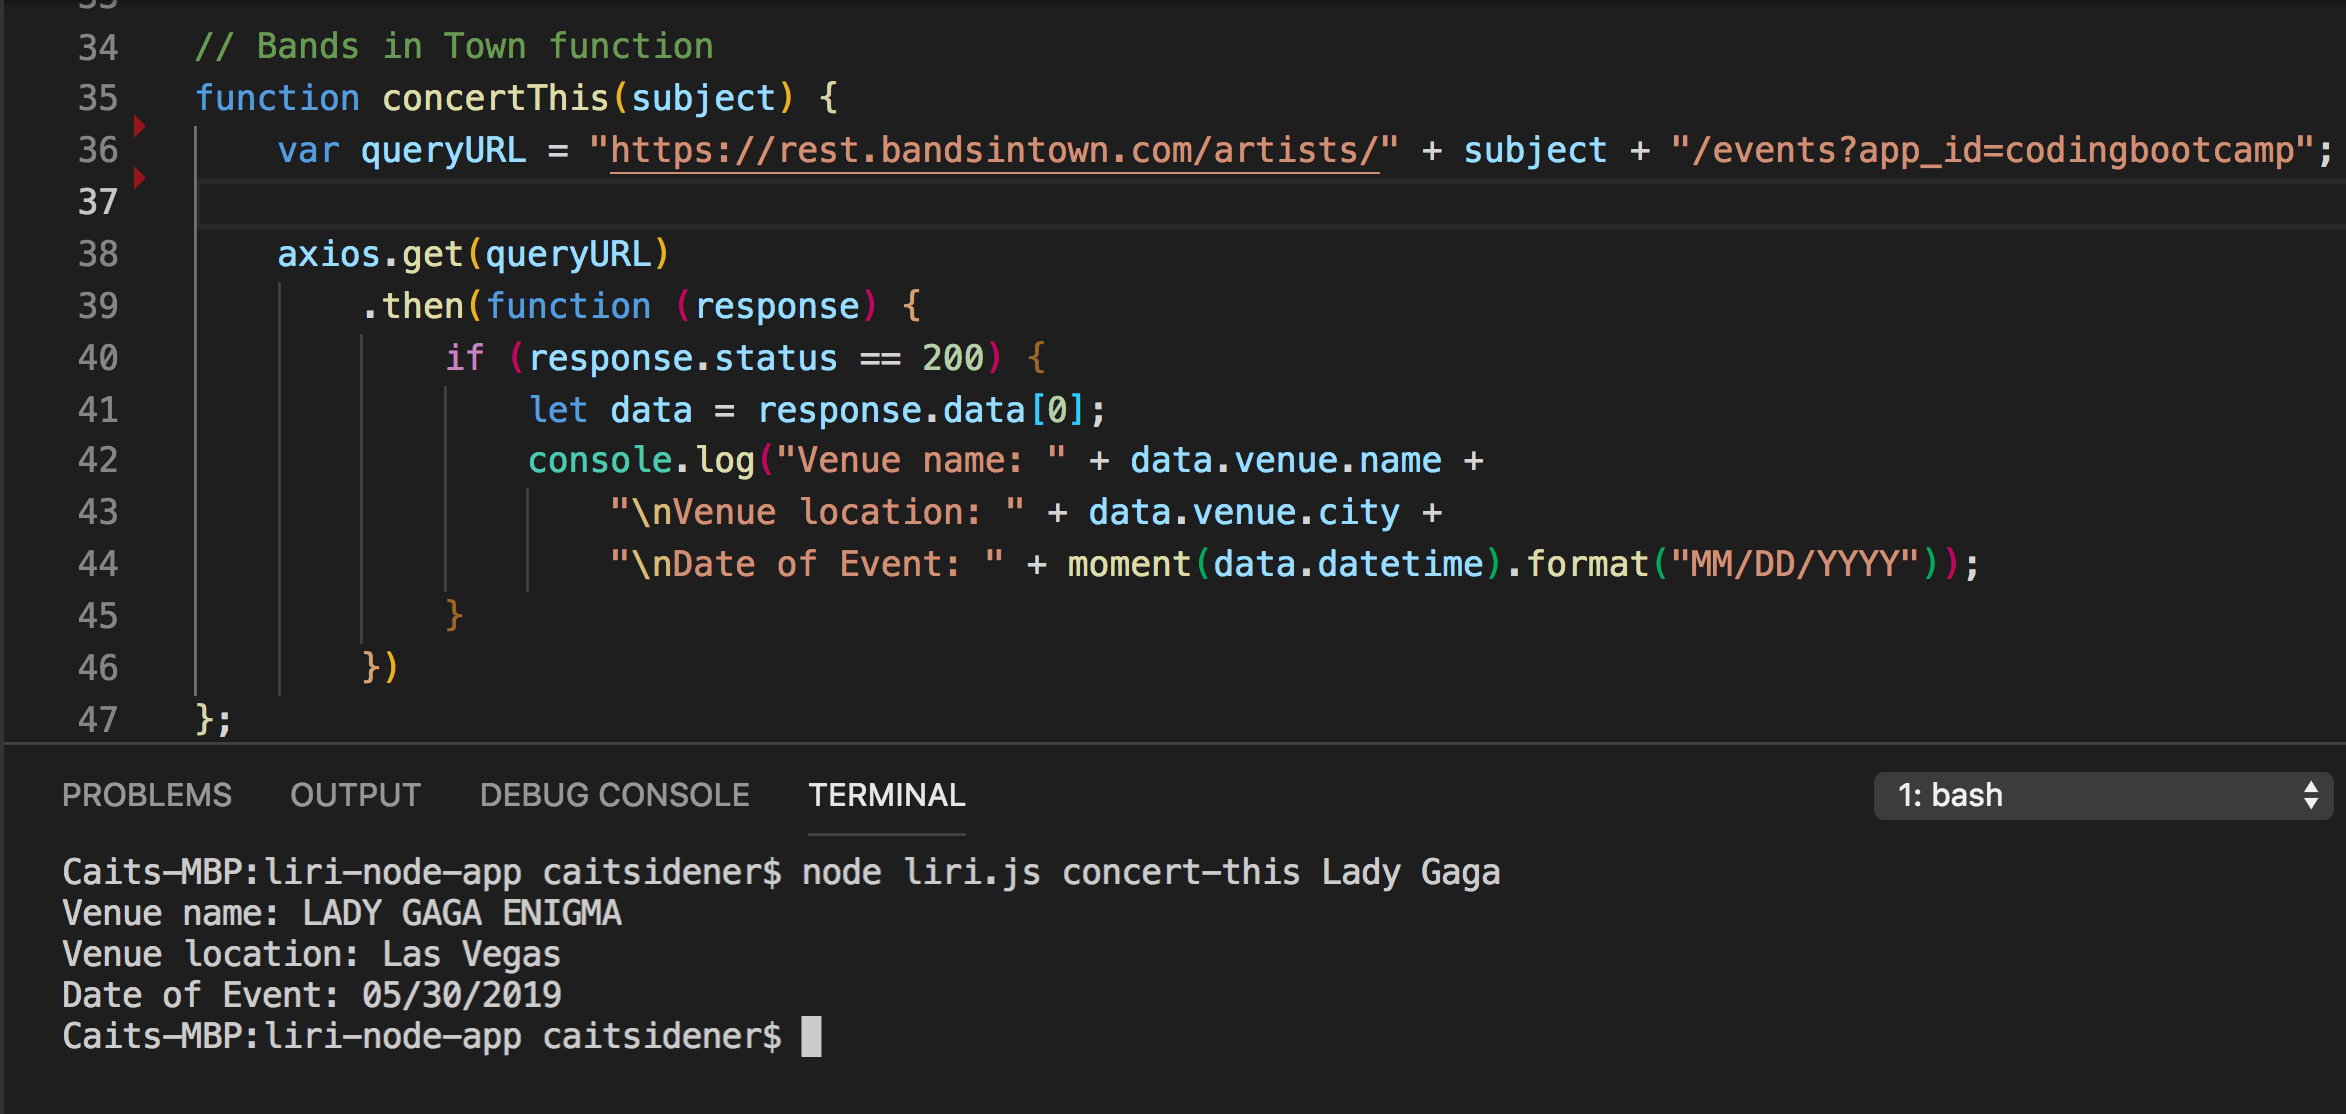 33
34 // Bands in Town function
35 function concertThis(subject) {
36 var queryURL = "https://rest.bandsintown.com/artists/" + subject + "/events?app_id=codingbootcamp";
37
38 axios.get(queryURL)
39 .then(function (response) {
40 if (response.status == 200) {
41 let data = response.data[0];
42 console.log("Venue name: " + data.venue.name +
43 "\nVenue location: " + data.venue.city +
44 "\nDate of Event: " + moment(data.datetime).format("MM/DD/YYYY"));
45 }
46 })
47 };
PROBLEMS OUTPUT DEBUG CONSOLE TERMINAL 1: bash
Caits-MBP:liri-node-app caitsidener$ node liri.js concert-this Lady Gaga
Venue name: LADY GAGA ENIGMA
Venue location: Las Vegas
Date of Event: 05/30/2019
Caits-MBP:liri-node-app caitsidener$